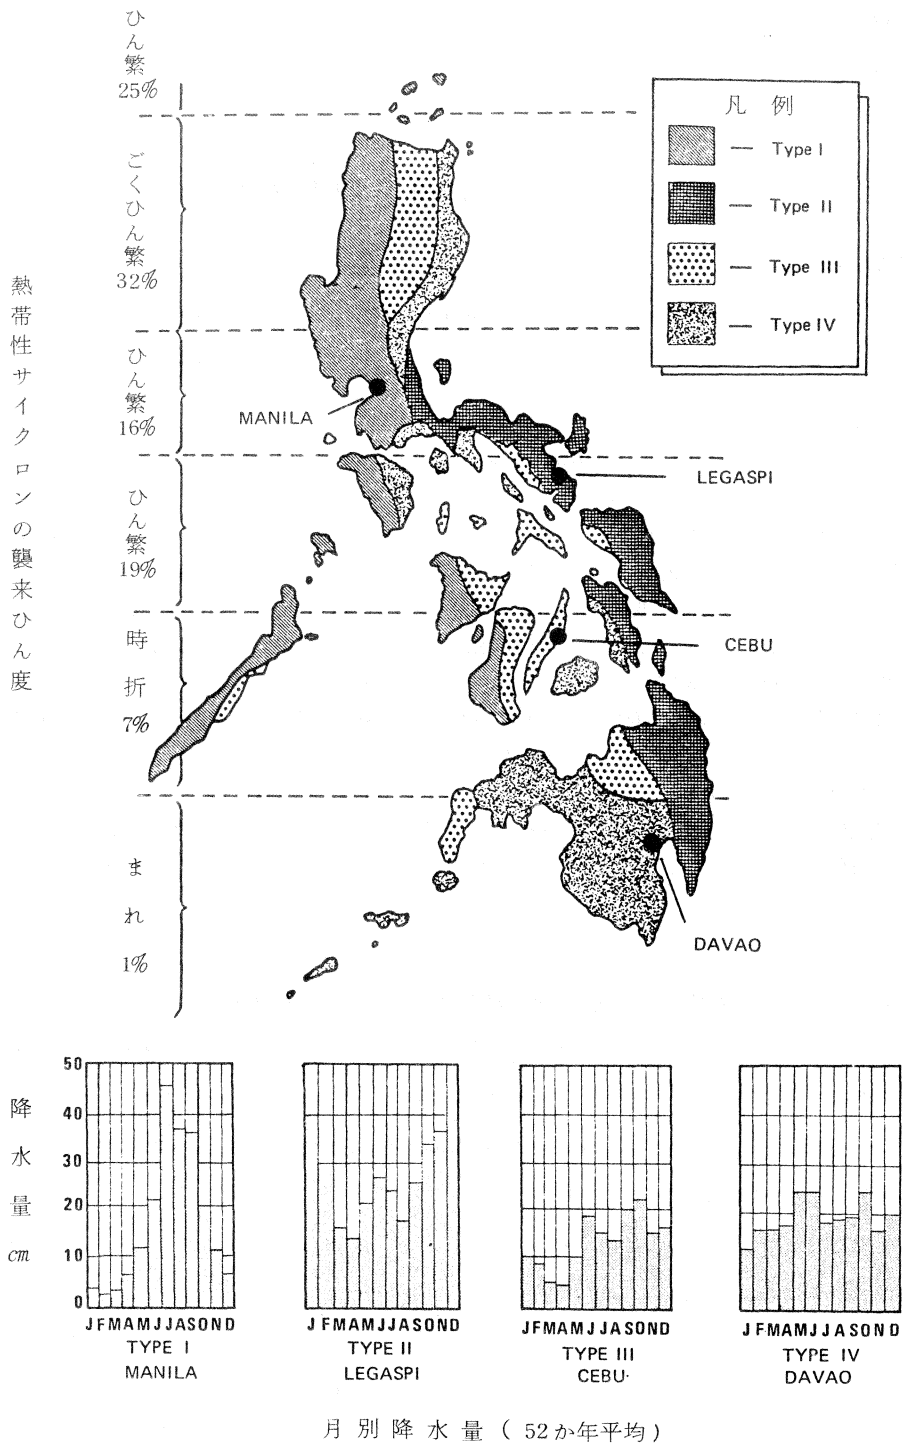 熱帯性サイクロンの襲来ひん度
ひん繁
25%
ごくひん繁
32%
ひん繁
16%
ひん繁
19%
時折
7%
まれ
1%
凡例
Type I
Type II
Type III
Type IV
MANILA
LEGASPI
CEBU
DAVAO
降水量
cm
50
40
30
20
10
0
J F M A M J J A S O N D
TYPE I
MANILA
J F M A M J J A S O N D
TYPE II
LEGASPI
J F M A M J J A S O N D
TYPE III
CEBU
J F M A M J J A S O N D
TYPE IV
DAVAO
月別降水量(52か年平均)